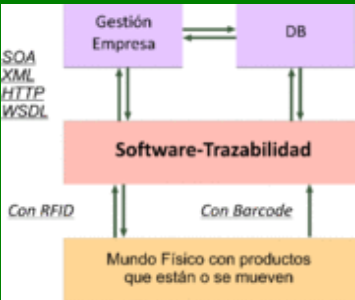 Gestión
Empresa
DB
SOA
XML
HTTP
WSDL
Software-Trazabilidad
Con RFID
Con Barcode
Mundo Físico con productos
que están o se mueven